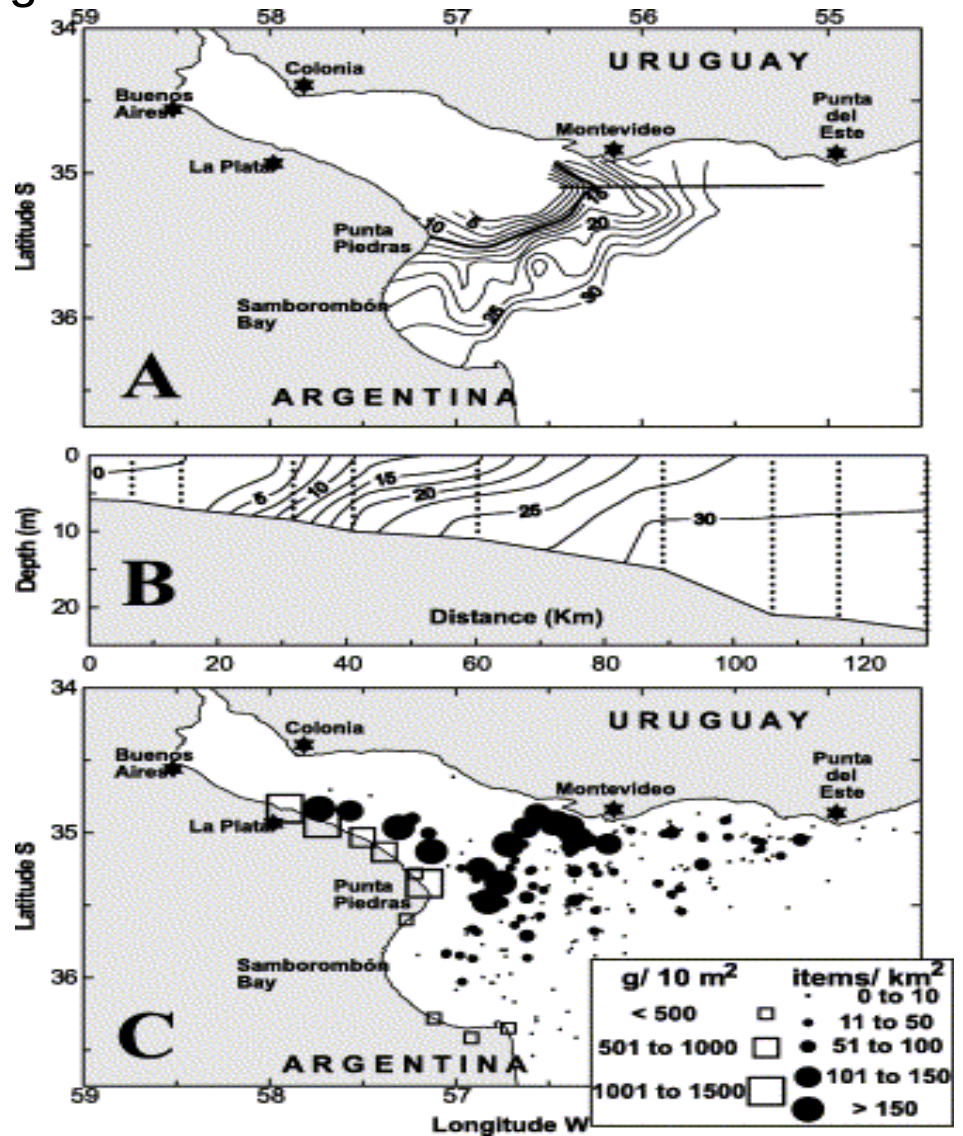 59 58 57 56 55
34
URUGUAY
Colonia
Buenos
Aires
Punta
del
Este
Montevideo
La Plata
35
Latitude S
10 5
15
20
Punta
Piedras
Samborombón
Bay
25
30
36
A
ARGENTINA
0
0 5 10 15 20 25 30
Depth (m)
10
B
20
Distance (Km)
0 20 40 60 80 100 120
34
URUGUAY
Colonia
Buenos
Aires
Punta
del
Este
Montevideo
La Plata
35
Latitude S
Punta
Piedras
Samborombón
Bay
36
C
ARGENTINA
g/ 10 m² items/ km²
0 to 10
< 500
11 to 50
501 to 1000 51 to 100
101 to 150
1001 to 1500
> 150
59 58 57
Longitude W